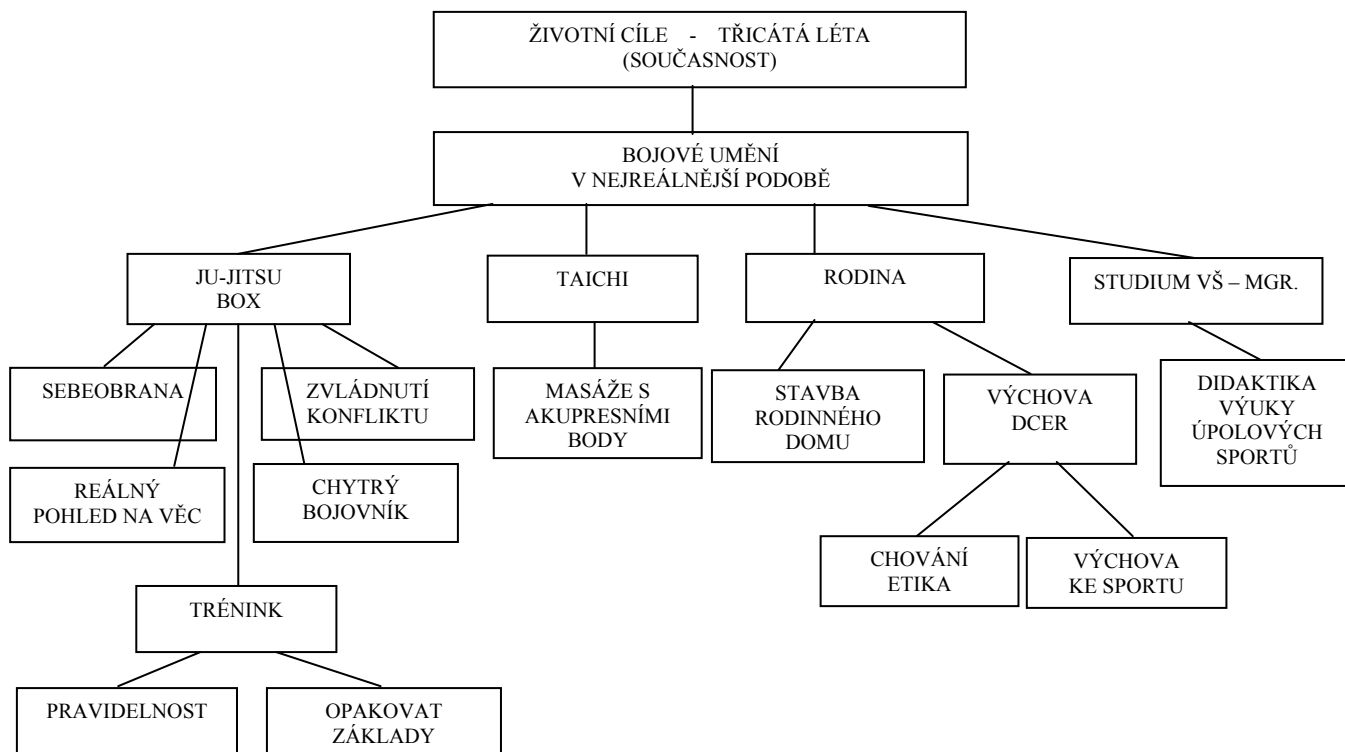 ŽIVOTNÍ CÍLE - TŘICÁTÁ LÉTA
(SOUČASNOST)
BOJOVÉ UMĚNÍ
V NEJREÁLNĚJŠÍ PODOBĚ
JU-JITSU
BOX
TAICHI
RODINA
STUDIUM VŠ – MGR.
SEBEOBRANA
ZVLÁDNUTÍ
KONFLIKTU
MASÁŽE S
AKUPRESNÍMI
BODY
STAVBA
RODINNÉHO
DOMU
VÝCHOVA
DCER
DIDAKTIKA
VÝUKY
ÚPOLOVÝCH
SPORTŮ
REÁLNÝ
POHLED NA VĚC
CHYTRÝ
BOJOVNÍK
CHOVÁNÍ
ETIKA
VÝCHOVA
KE SPORTU
TRÉNINK
PRAVIDELNOST
OPAKOVAT
ZÁKLADY